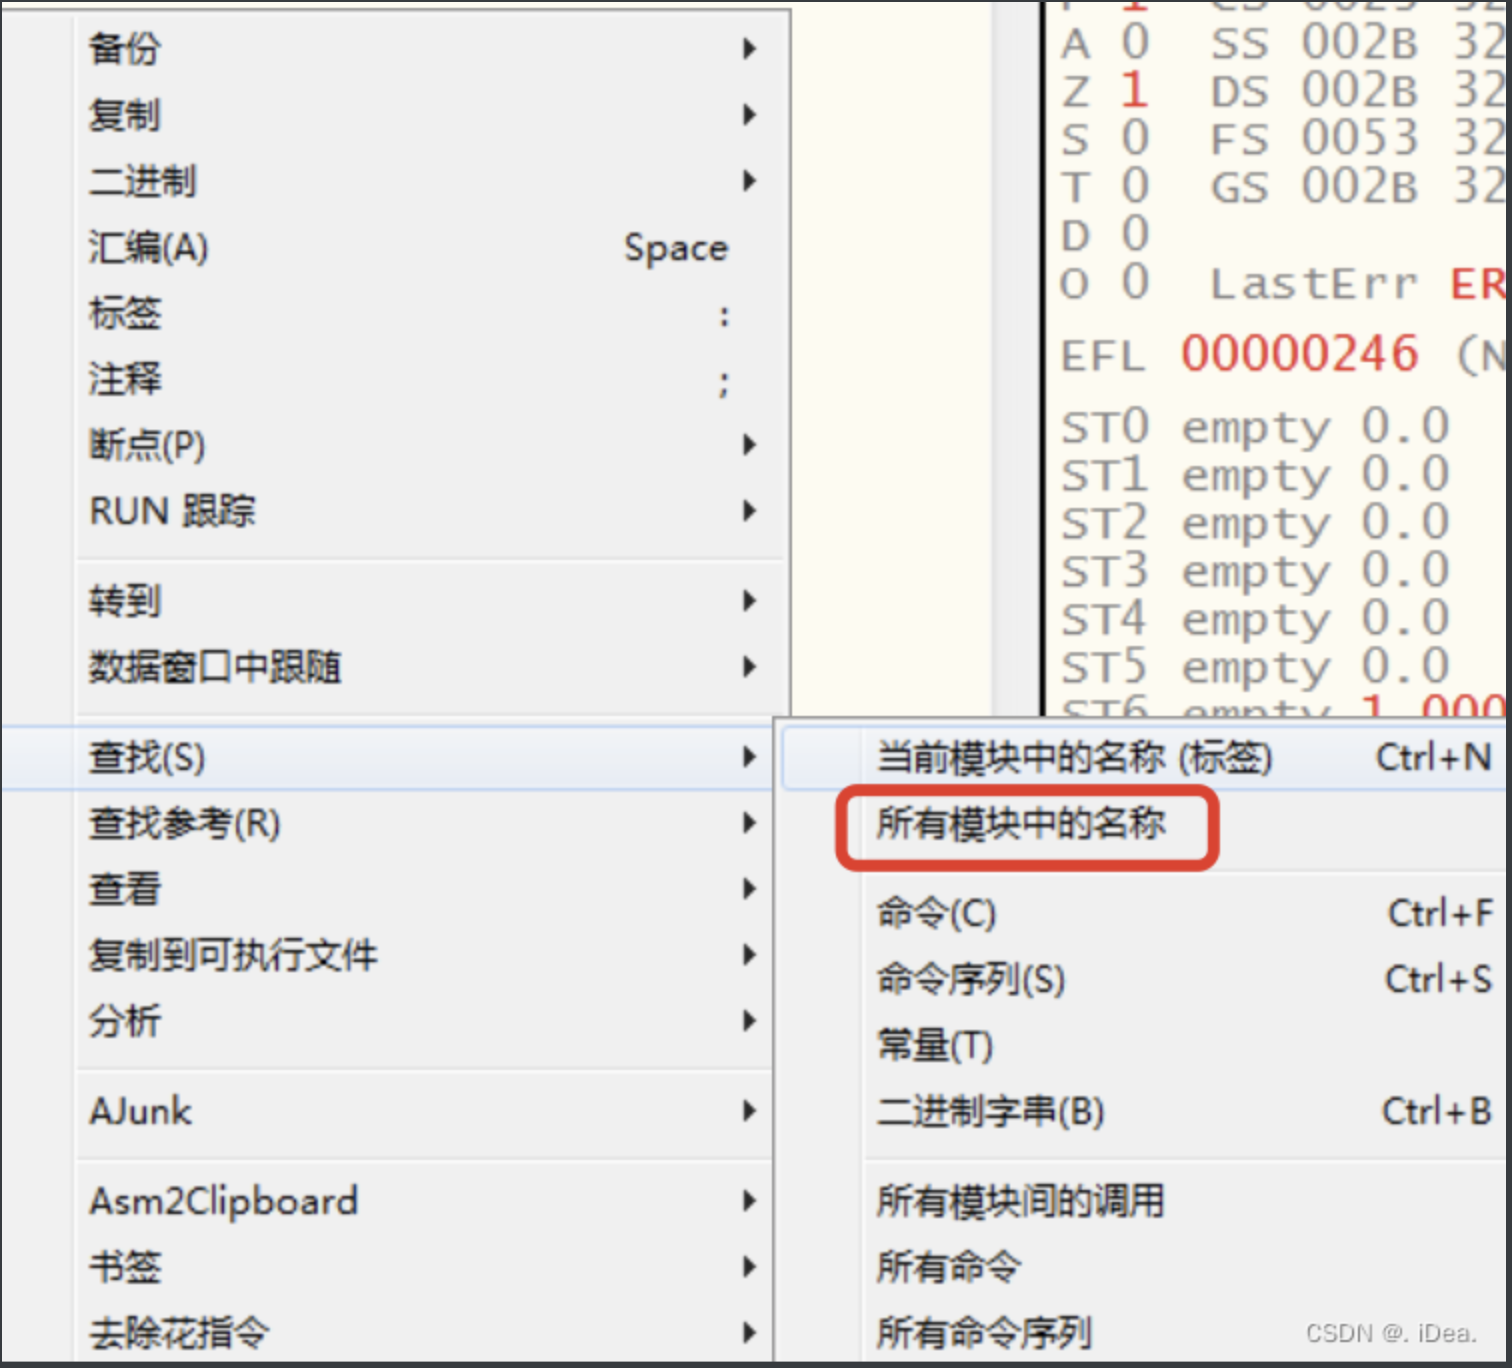 备份
复制
二进制
汇编(A) Space
标签 :
注释 ;
断点(P)
RUN 跟踪
转到
数据窗口中跟随
查找(S)
查找参考(R)
查看
复制到可执行文件
分析
AJunk
Asm2Clipboard
书签
去除花指令
当前模块中的名称 (标签) Ctrl+N
所有模块中的名称
命令(C) Ctrl+F
命令序列(S) Ctrl+S
常量(T)
二进制字串(B) Ctrl+B
所有模块间的调用
所有命令
所有命令序列
A 0 SS 002B 32
Z 1 DS 002B 32
S 0 FS 0053 32
T 0 GS 002B 32
D 0
O 0 LastErr ER
EFL 00000246 (N
ST0 empty 0.0
ST1 empty 0.0
ST2 empty 0.0
ST3 empty 0.0
ST4 empty 0.0
ST5 empty 0.0
ST6 empty 1.000
CSDN @. iDea.